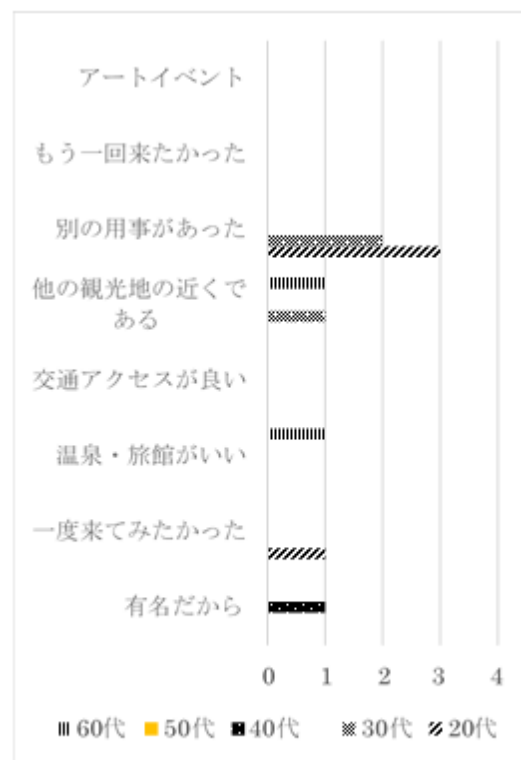 アートイベント
もう一回来たかった
別の用事があった
他の観光地の近くで
ある
交通アクセスが良い
温泉・旅館がいい
一度来てみたかった
有名だから
0 1 2 3 4
60代 50代 40代 30代 20代